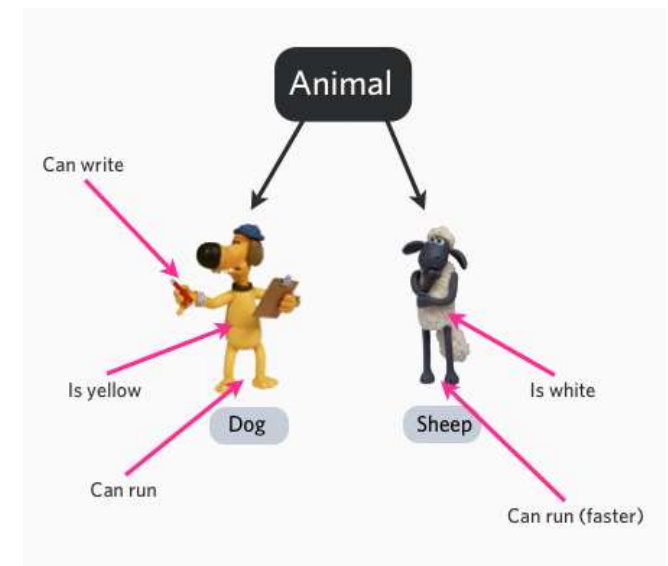 Animal
Can write
Is yellow
Is white
Dog
Sheep
Can run
Can run (faster)